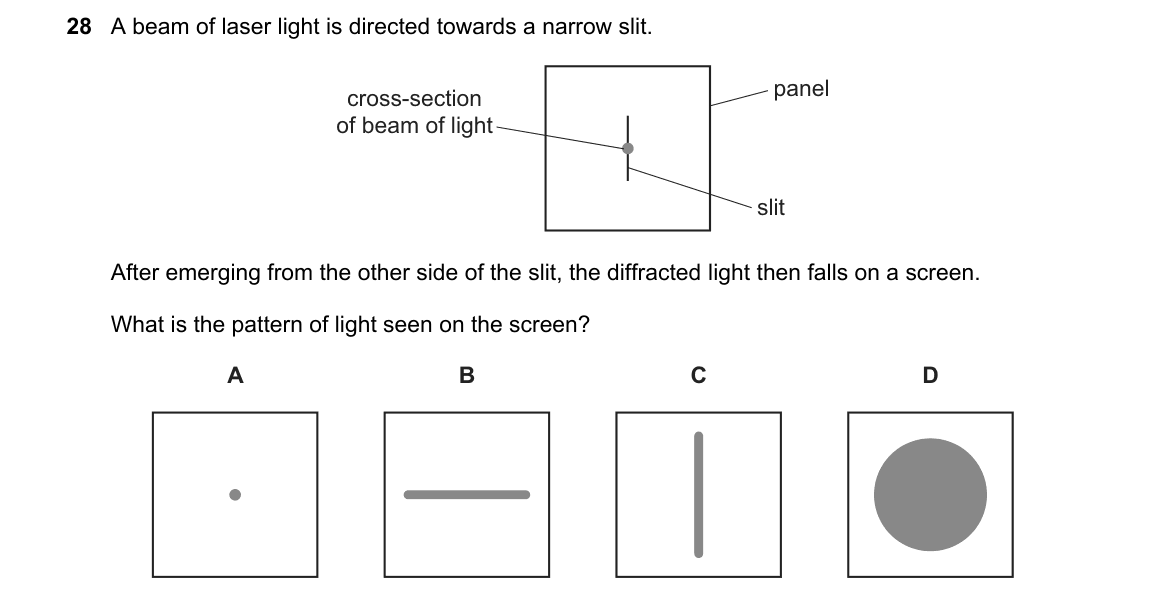 28 A beam of laser light is directed towards a narrow slit.
cross-section
of beam of light
panel
slit
After emerging from the other side of the slit, the diffracted light then falls on a screen.
What is the pattern of light seen on the screen?
A B C D